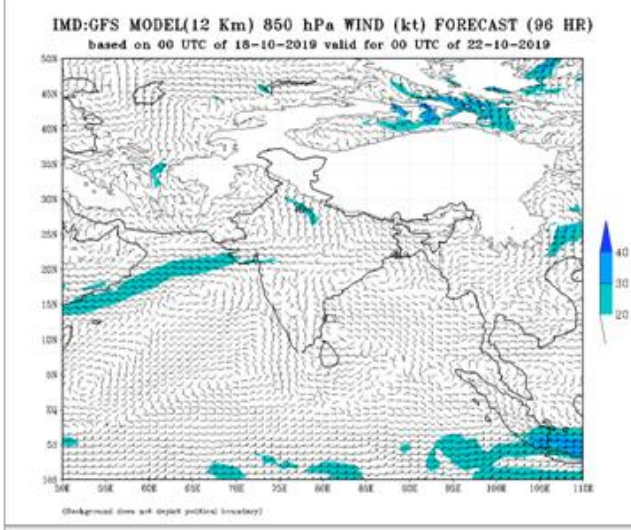 IMD:GFS MODEL(12 Km) 850 hPa WIND (kt) FORECAST (96 HR)
based on 00 UTC of 18-10-2019 valid for 00 UTC of 22-10-2019
50N
45N
40N
35N
30N
25N
20N
15N
10N
5N
EQ
5S
10S
50E 55E 60E 65E 70E 75E 80E 85E 90E 95E 100E 105E 110E
40
30
20
(Background does not depict political boundary)